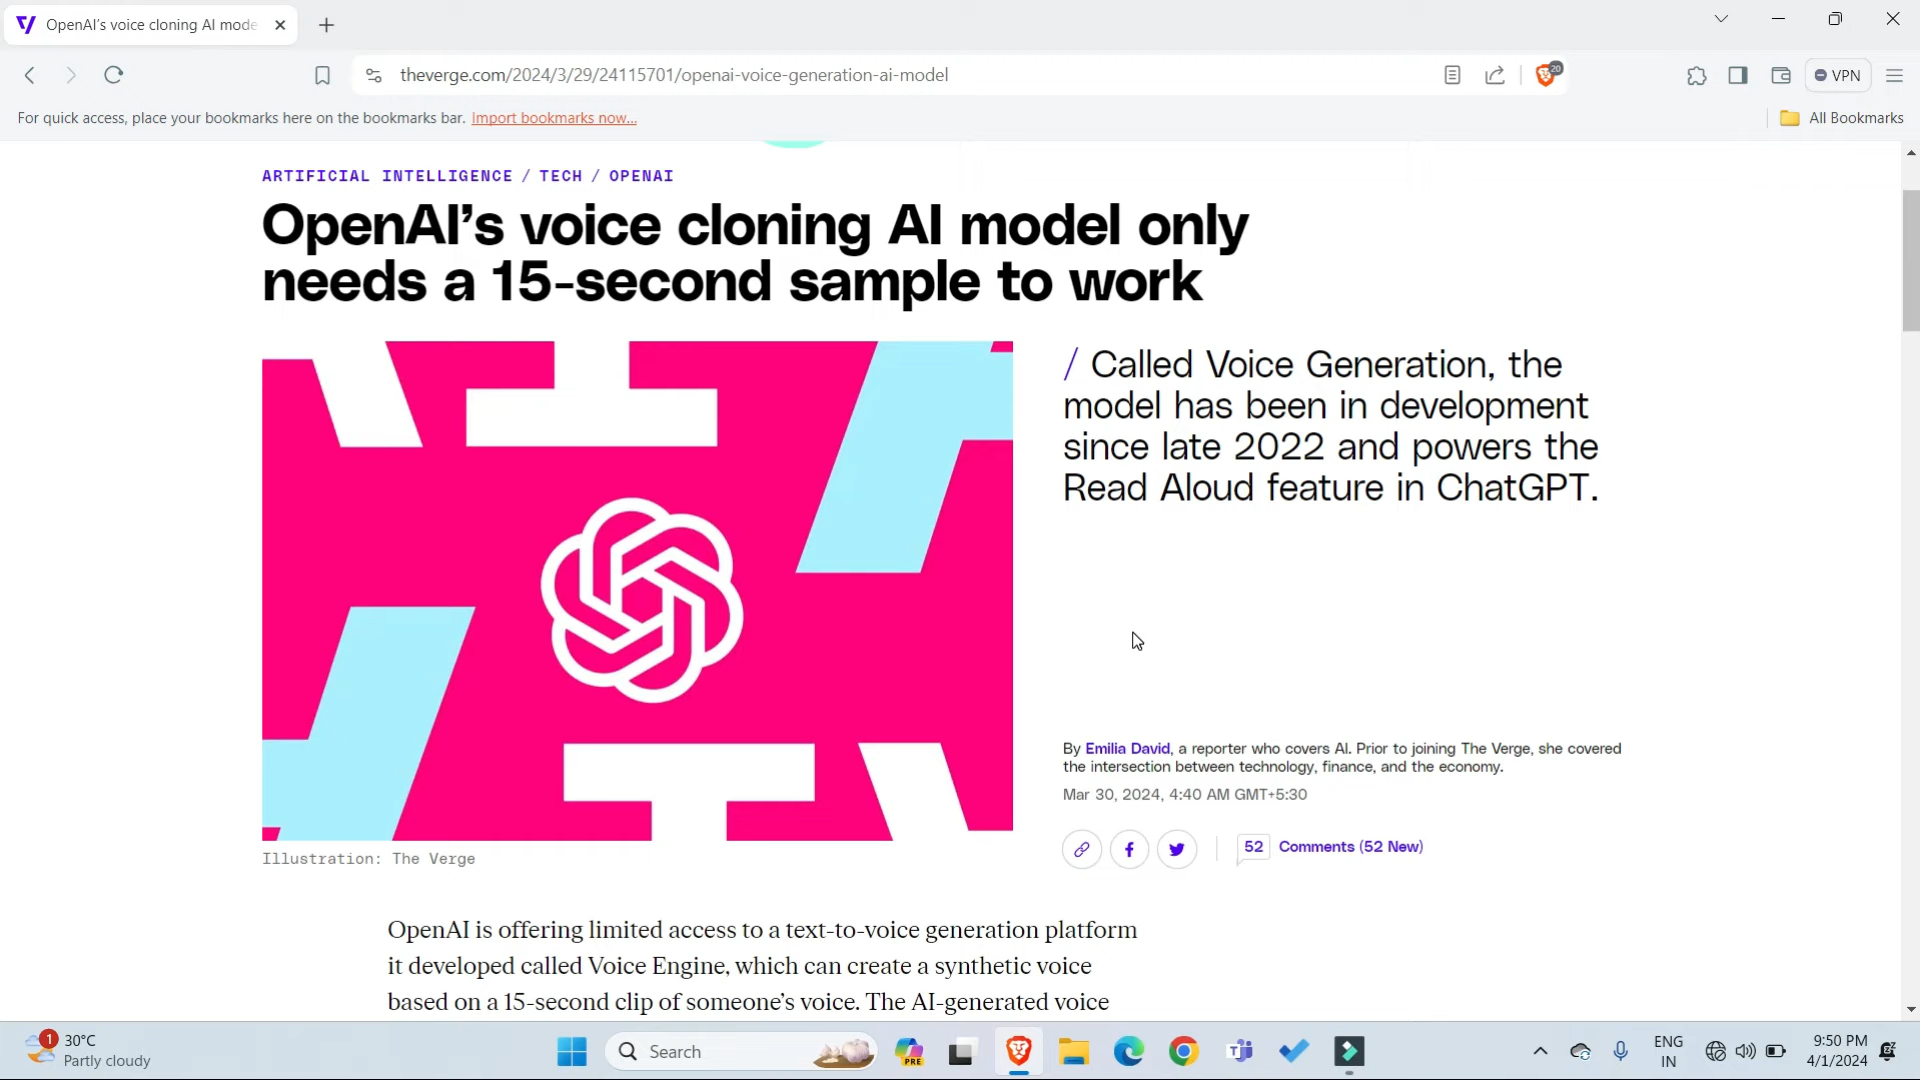 OpenAI's voice cloning AI mode
theverge.com/2024/3/29/24115701/openai-voice-generation-ai-model
20
VPN
For quick access, place your bookmarks here on the bookmarks bar. Import bookmarks now...
All Bookmarks
ARTIFICIAL INTELLIGENCE / TECH / OPENAI
OpenAI’s voice cloning AI model only
needs a 15-second sample to work
/ Called Voice Generation, the
model has been in development
since late 2022 and powers the
Read Aloud feature in ChatGPT.
By Emilia David, a reporter who covers AI. Prior to joining The Verge, she covered
the intersection between technology, finance, and the economy.
Mar 30, 2024, 4:40 AM GMT+5:30
52 Comments (52 New)
Illustration: The Verge
OpenAI is offering limited access to a text-to-voice generation platform
it developed called Voice Engine, which can create a synthetic voice
based on a 15-second clip of someone’s voice. The AI-generated voice
1
30°C
Partly cloudy
Search
PRE
ENG
IN
9:50 PM
4/1/2024